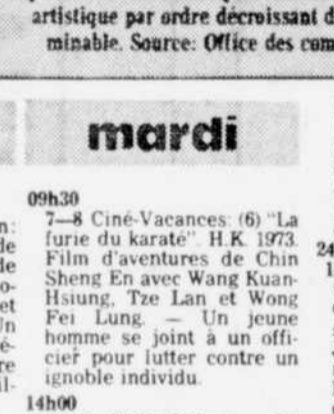 artistique par ordre décroissant d
minable. Source: Office des com
mardi
09h30
7—8 Ciné-Vacances: (6) "La
furie du karaté". H.K. 1973.
Film d'aventures de Chin
Sheng En avec Wang Kuan-
Hsiung, Tze Lan et Wong
Fei Lung. — Un jeune
homme se joint à un offi-
cier pour lutter contre un
ignoble individu.
14h00